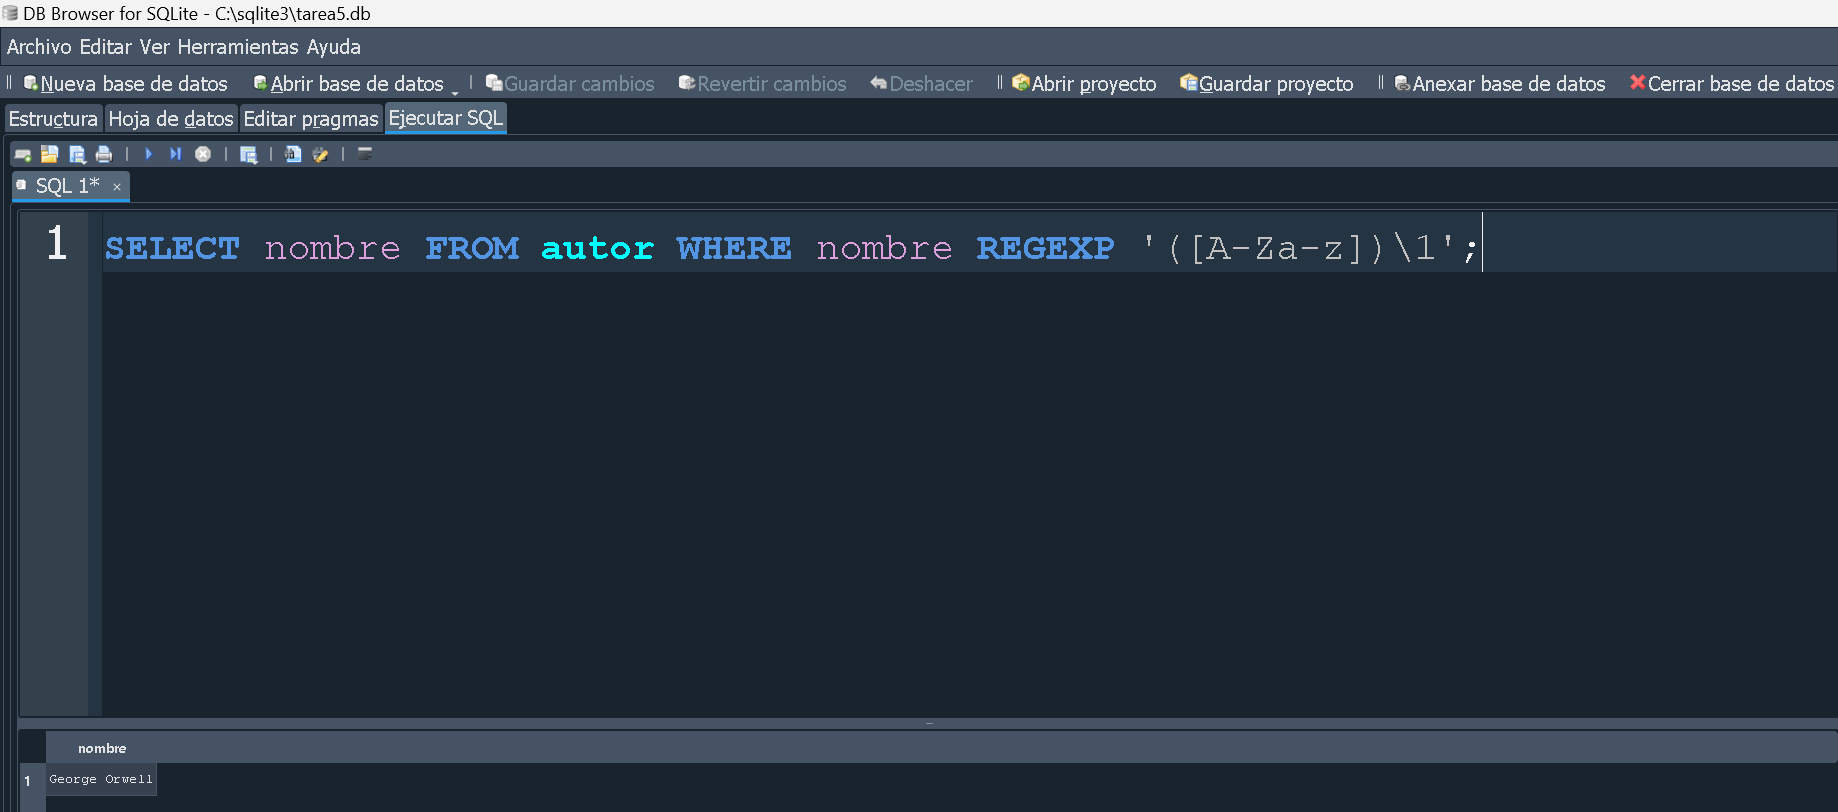 DB Browser for SQLite - C:\sqlite3\tarea5.db
Archivo Editar Ver Herramientas Ayuda
Nueva base de datos Abrir base de datos Guardar cambios Revertir cambios Deshacer Abrir proyecto Guardar proyecto Anexar base de datos Cerrar base de datos
Estructura Hoja de datos Editar pragmas Ejecutar SQL
SQL 1* ×
1 SELECT nombre FROM autor WHERE nombre REGEXP '([A-Za-z])\1';
nombre
1 George Orwell